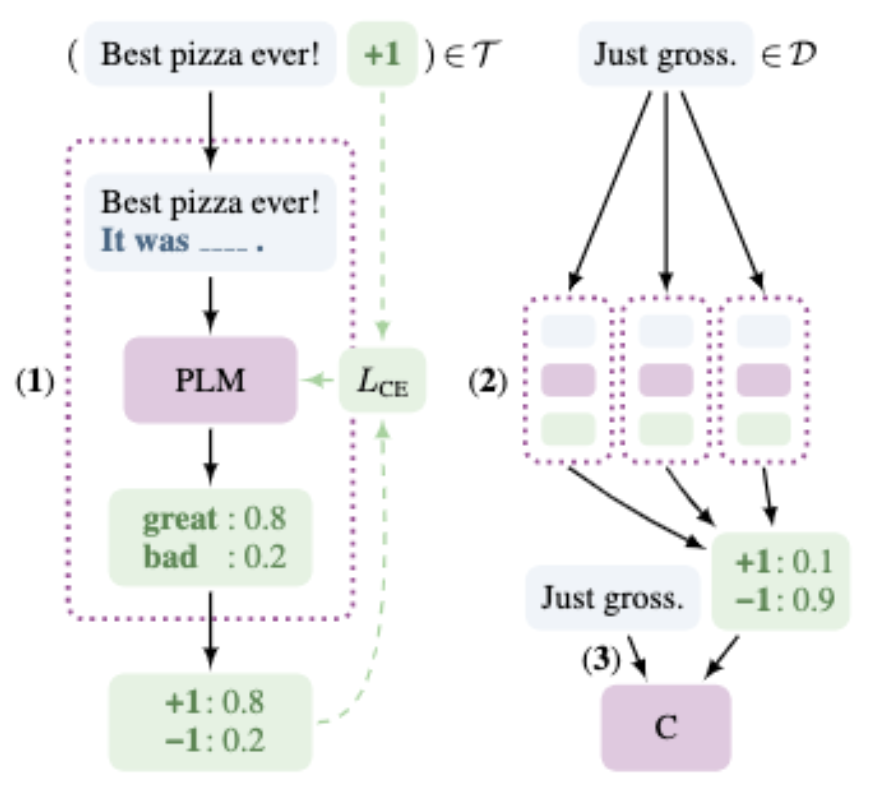 ( Best pizza ever! +1 ) ∈ 𝒯
Best pizza ever!
It was ____ .
(1)
PLM
L_CE
great : 0.8
bad : 0.2
+1: 0.8
−1: 0.2
Just gross. ∈ 𝒟
(2)
+1: 0.1
−1: 0.9
Just gross.
(3)
C